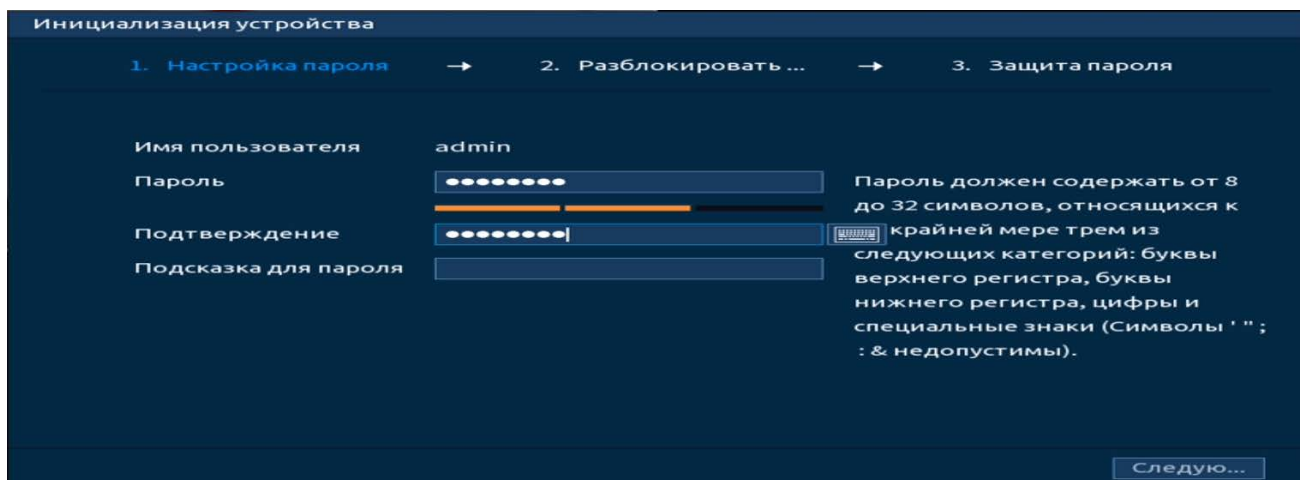 Инициализация устройства
1. Настройка пароля → 2. Разблокировать ... → 3. Защита пароля
Имя пользователя admin
Пароль ●●●●●●●●
Подтверждение ●●●●●●●●
Подсказка для пароля
Пароль должен содержать от 8
до 32 символов, относящихся к
крайней мере трем из
следующих категорий: буквы
верхнего регистра, буквы
нижнего регистра, цифры и
специальные знаки (Символы ' " ;
: & недопустимы).
Следую...